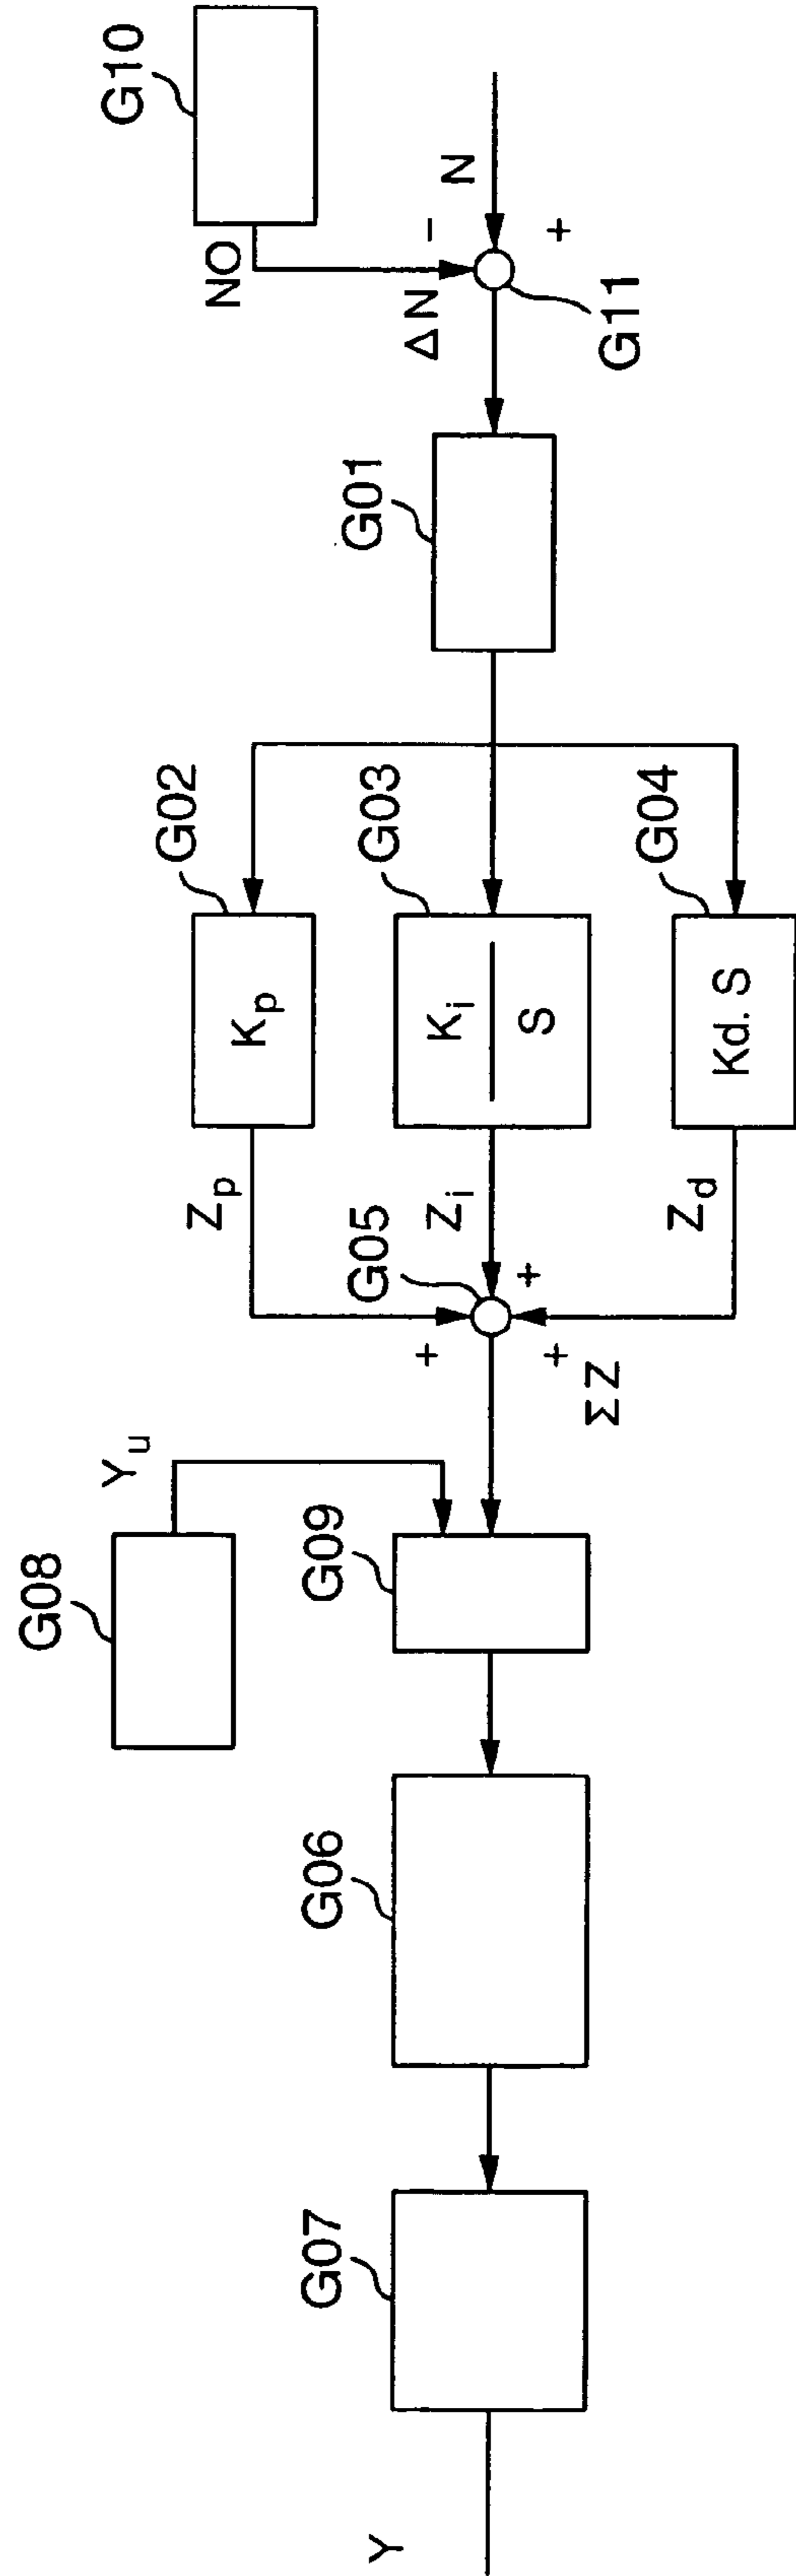 G10
NO
N
-
+
ΔN
G11
G01
G02
Kp
Zp
G03
Ki
S
Zi
G04
Kd. S
Zd
G05
+
+
+
ΣZ
G08
Yu
G09
G06
G07
Y